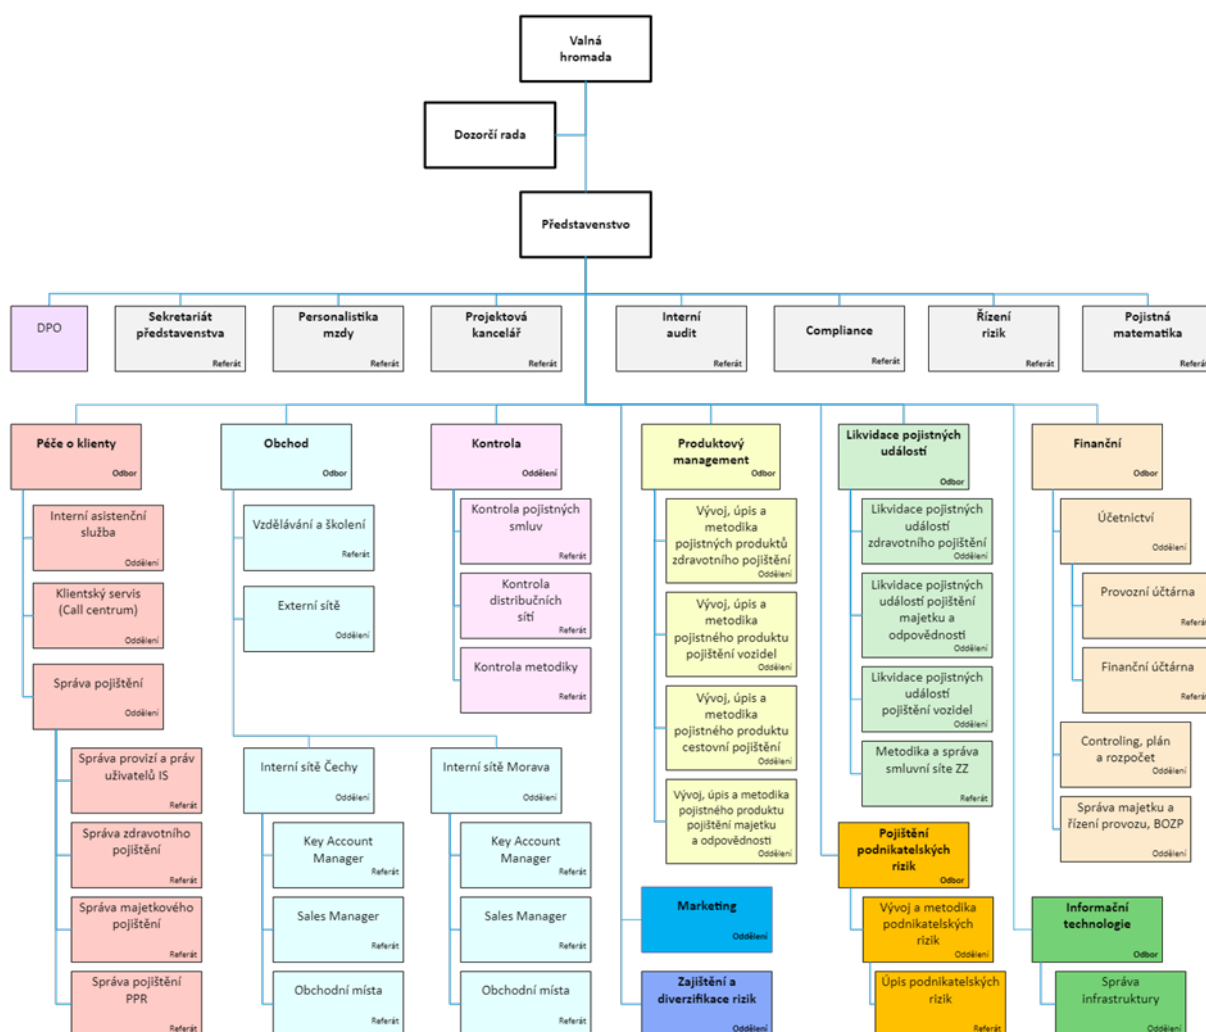 Valná
hromada
Dozorčí rada
Představenstvo
DPO
Sekretariát
představenstva
Referát
Personalistika
mzdy
Referát
Projektová
kancelář
Referát
Interní
audit
Referát
Compliance
Referát
Řízení
rizik
Referát
Pojistná
matematika
Referát
Péče o klienty
Odbor
Interní asistenční
služba
Oddělení
Klientský servis
(Call centrum)
Oddělení
Správa pojištění
Oddělení
Správa provizí a práv
uživatelů IS
Referát
Správa zdravotního
pojištění
Referát
Správa majetkového
pojištění
Referát
Správa pojištění
PPR
Referát
Obchod
Odbor
Vzdělávání a školení
Referát
Externí sítě
Oddělení
Interní sítě Čechy
Oddělení
Key Account
Manager
Referát
Sales Manager
Referát
Obchodní místa
Referát
Interní sítě Morava
Oddělení
Key Account
Manager
Referát
Sales Manager
Referát
Obchodní místa
Referát
Kontrola
Oddělení
Kontrola pojistných
smluv
Referát
Kontrola
distribučních
sítí
Referát
Kontrola metodiky
Referát
Produktový
management
Odbor
Vývoj, úpis a
metodika
pojistných produktů
zdravotního pojištění
Oddělení
Vývoj, úpis a
metodika
pojistného produktu
pojištění vozidel
Oddělení
Vývoj, úpis a
metodika
pojistného produktu
cestovní pojištění
Oddělení
Vývoj, úpis a metodika
pojistného produktu
pojištění majetku
a odpovědnosti
Oddělení
Marketing
Oddělení
Zajištění a
diverzifikace rizik
Oddělení
Likvidace pojistných
událostí
Odbor
Likvidace pojistných
událostí
zdravotního pojištění
Oddělení
Likvidace pojistných
událostí pojištění
majetku a
odpovědnosti
Oddělení
Likvidace pojistných
událostí
pojištění vozidel
Oddělení
Metodika a správa
smluvní síte ZZ
Referát
Pojištění
podnikatelských
rizik
Odbor
Vývoj a metodika
podnikatelských
rizik
Oddělení
Úpis podnikatelských
rizik
Referát
Finanční
Odbor
Účetnictví
Oddělení
Provozní účtárna
Referát
Finanční účtárna
Referát
Controling, plán
a rozpočet
Oddělení
Správa majetku a
řízení provozu, BOZP
Oddělení
Informační
technologie
Odbor
Správa
infrastruktury
Oddělení